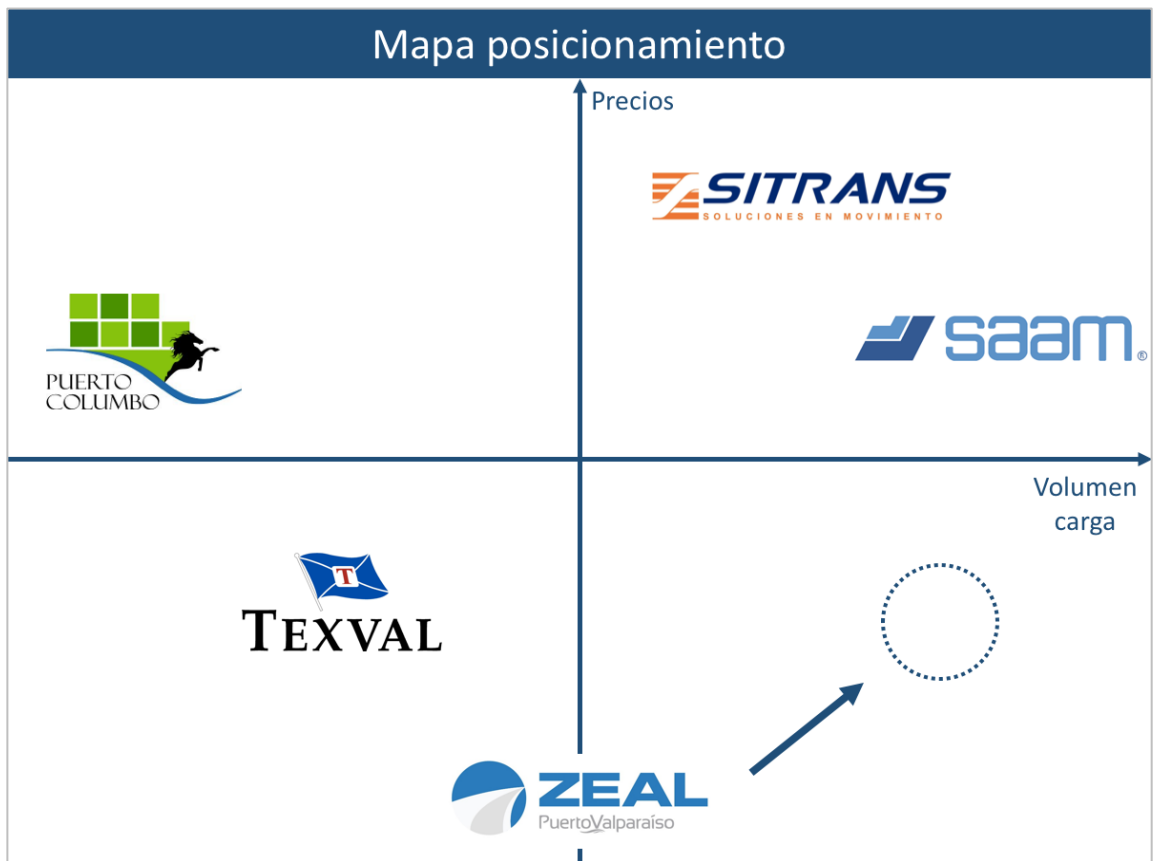 Mapa posicionamiento
Precios
SITRANS
SOLUCIONES EN MOVIMIENTO
saam®
PUERTO
COLUMBO
Volumen
carga
T
TEXVAL
ZEAL
PuertoValparaíso